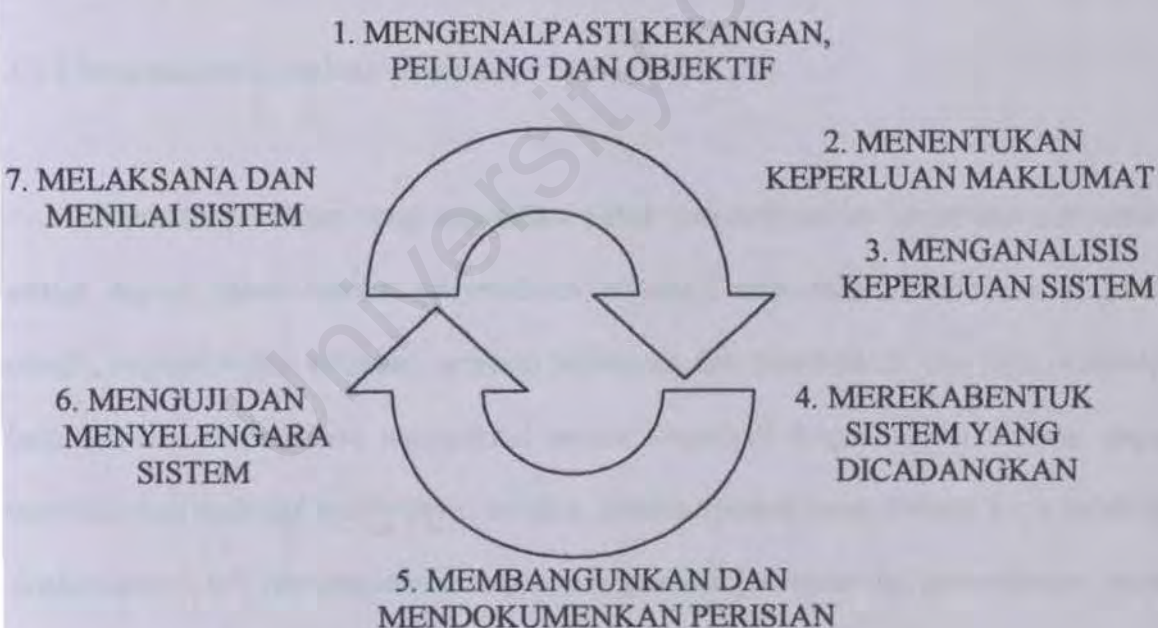 1. MENGENALPASTI KEKANGAN,
PELUANG DAN OBJEKTIF
2. MENENTUKAN
KEPERLUAN MAKLUMAT
3. MENGANALISIS
KEPERLUAN SISTEM
4. MEREKABENTUK
SISTEM YANG
DICADANGKAN
5. MEMBANGUNKAN DAN
MENDOKUMENKAN PERISIAN
6. MENGUJI DAN
MENYELENGARA
SISTEM
7. MELAKSANA DAN
MENILAI SISTEM
University